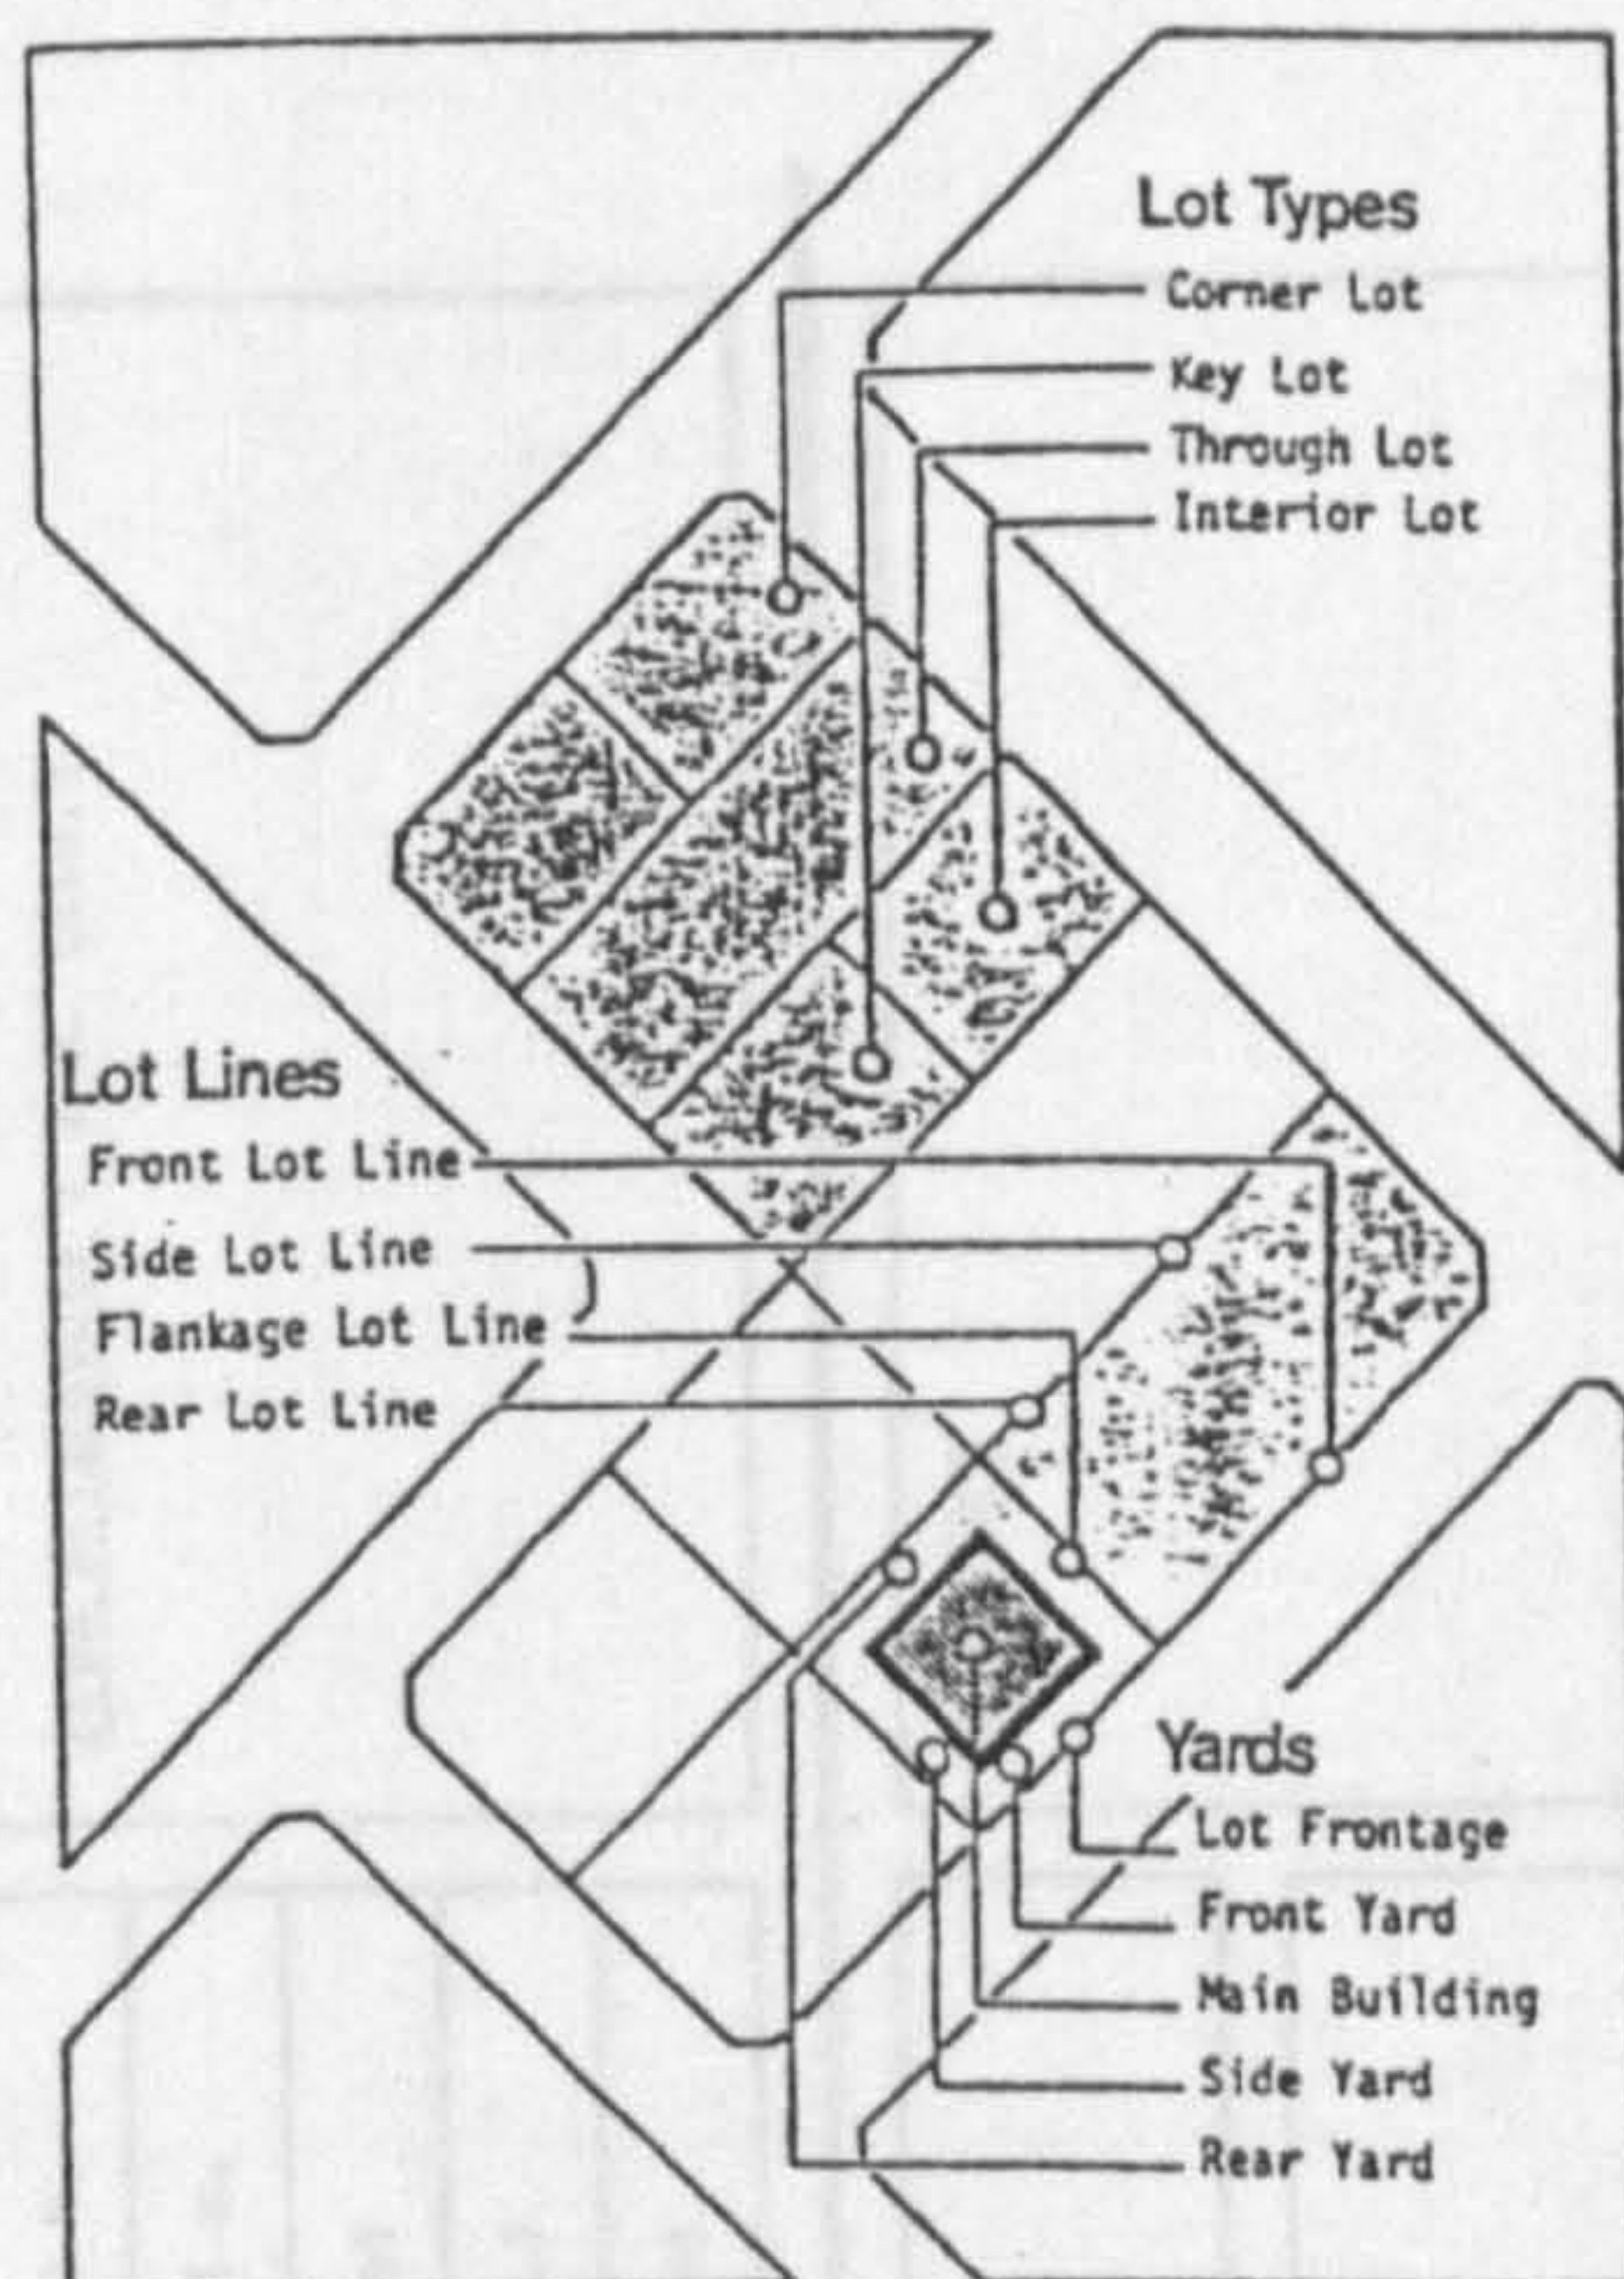 Lot Types
Corner Lot
Key Lot
Through Lot
Interior Lot
Lot Lines
Front Lot Line
Side Lot Line
Flankage Lot Line
Rear Lot Line
Yards
Lot Frontage
Front Yard
Main Building
Side Yard
Rear Yard